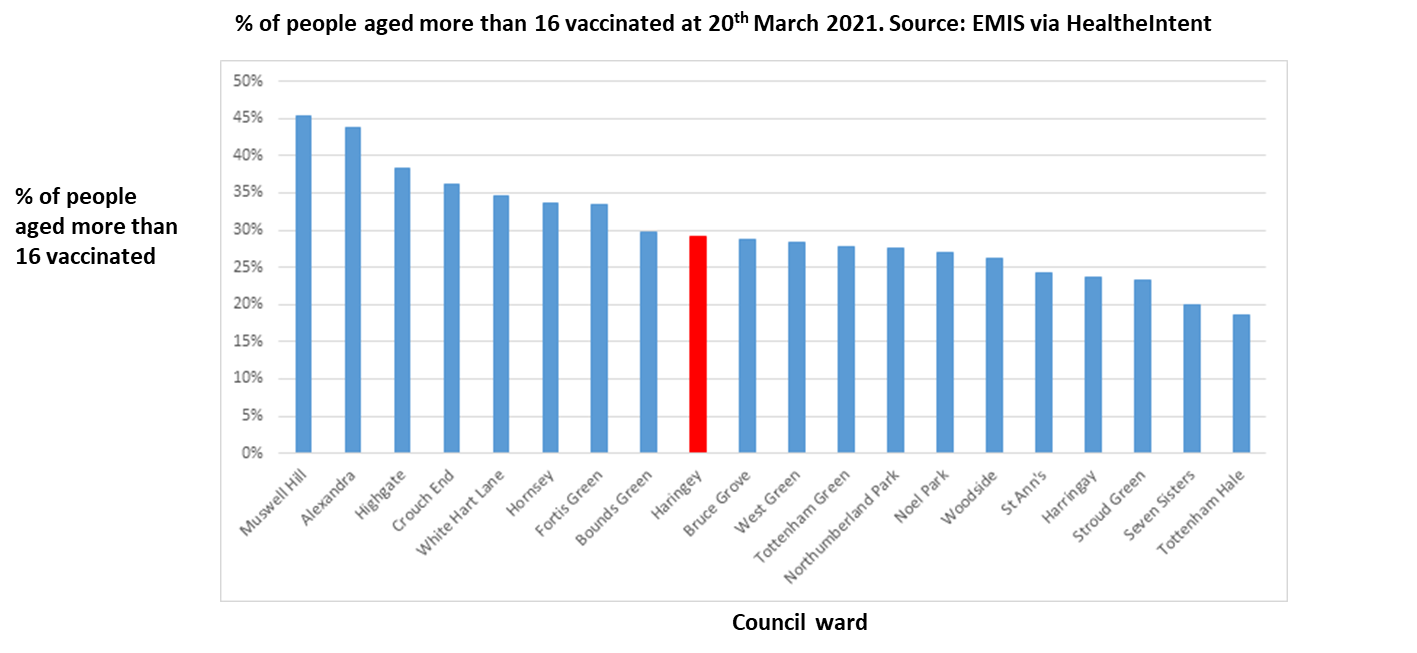 % of people aged more than 16 vaccinated at 20th March 2021. Source: EMIS via HealtheIntent
% of people
aged more than
16 vaccinated
50%
45%
40%
35%
30%
25%
20%
15%
10%
5%
0%
Muswell Hill
Alexandra
Highgate
Crouch End
White Hart Lane
Hornsey
Fortis Green
Bounds Green
Haringey
Bruce Grove
West Green
Tottenham Green
Northumberland Park
Noel Park
Woodside
St Ann's
Harringay
Stroud Green
Seven Sisters
Tottenham Hale
Council ward